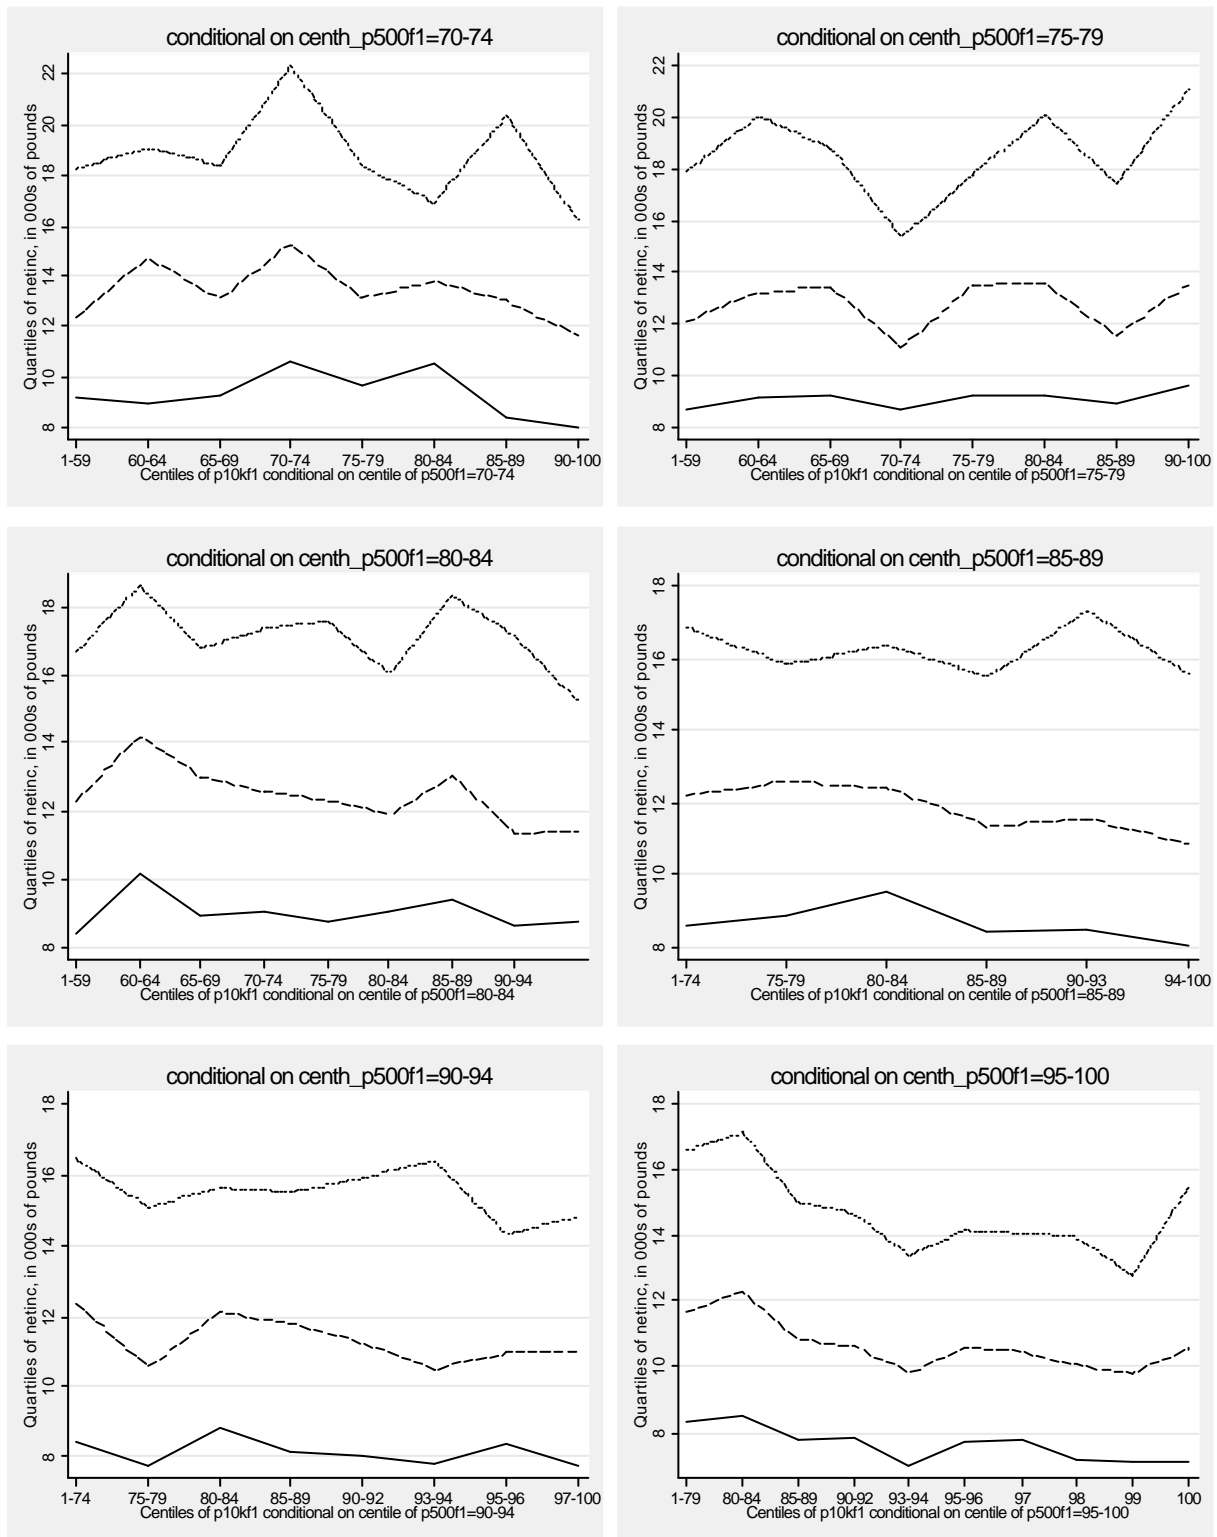 conditional on centh_p500f1=70-74
Quartiles of netinc, in 000s of pounds
22
20
18
16
14
12
10
8
1-59 60-64 65-69 70-74 75-79 80-84 85-89 90-100
Centiles of p10kf1 conditional on centile of p500f1=70-74
conditional on centh_p500f1=75-79
Quartiles of netinc, in 000s of pounds
22
20
18
16
14
12
10
8
1-59 60-64 65-69 70-74 75-79 80-84 85-89 90-100
Centiles of p10kf1 conditional on centile of p500f1=75-79
conditional on centh_p500f1=80-84
Quartiles of netinc, in 000s of pounds
18
16
14
12
10
8
1-59 60-64 65-69 70-74 75-79 80-84 85-89 90-94
Centiles of p10kf1 conditional on centile of p500f1=80-84
conditional on centh_p500f1=85-89
Quartiles of netinc, in 000s of pounds
18
16
14
12
10
8
1-74 75-79 80-84 85-89 90-93 94-100
Centiles of p10kf1 conditional on centile of p500f1=85-89
conditional on centh_p500f1=90-94
Quartiles of netinc, in 000s of pounds
18
16
14
12
10
8
1-74 75-79 80-84 85-89 90-92 93-94 95-96 97-100
Centiles of p10kf1 conditional on centile of p500f1=90-94
conditional on centh_p500f1=95-100
Quartiles of netinc, in 000s of pounds
18
16
14
12
10
8
1-79 80-84 85-89 90-92 93-94 95-96 97 98 99 100
Centiles of p10kf1 conditional on centile of p500f1=95-100